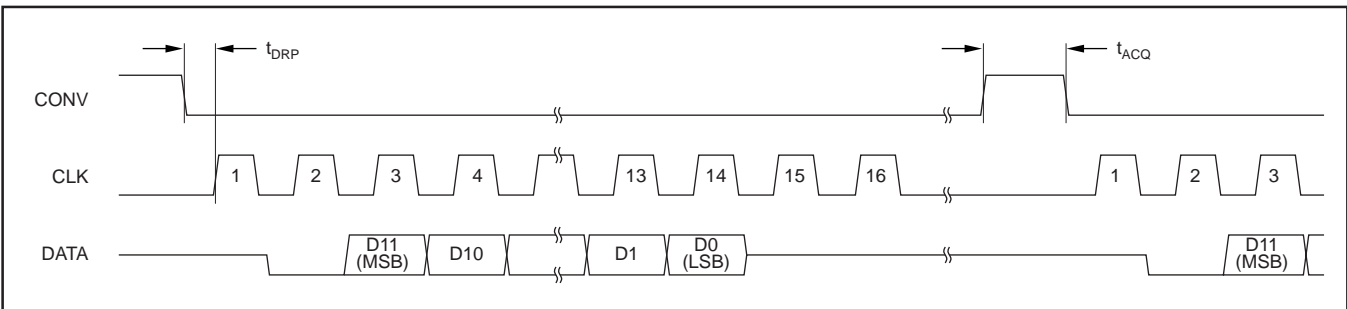 tDRP
tACQ
CONV
CLK 1 2 3 4 13 14 15 16 1 2 3
DATA D11 (MSB) D10 D1 D0 (LSB) D11 (MSB)